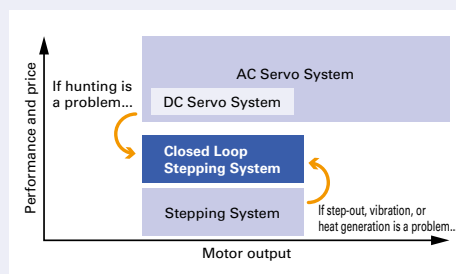 Performance and price
AC Servo System
If hunting is
a problem...
DC Servo System
Closed Loop
Stepping System
Stepping System
If step-out, vibration, or
heat generation is a problem...
Motor output